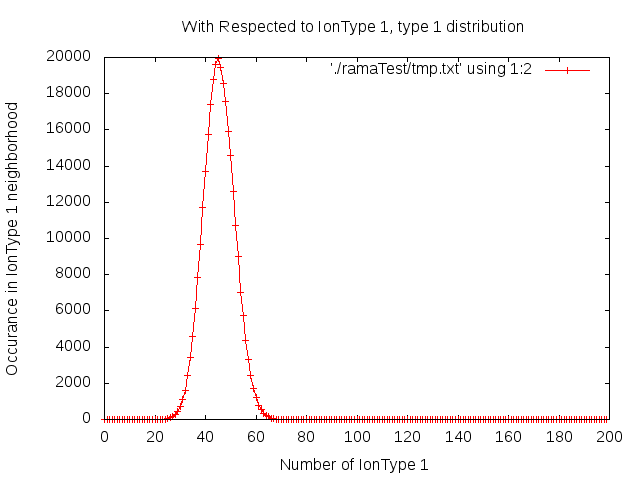 With Respected to IonType 1, type 1 distribution
'./ramaTest/tmp.txt' using 1:2
Occurance in IonType 1 neighborhood
20000
18000
16000
14000
12000
10000
8000
6000
4000
2000
0
0 20 40 60 80 100 120 140 160 180 200
Number of IonType 1